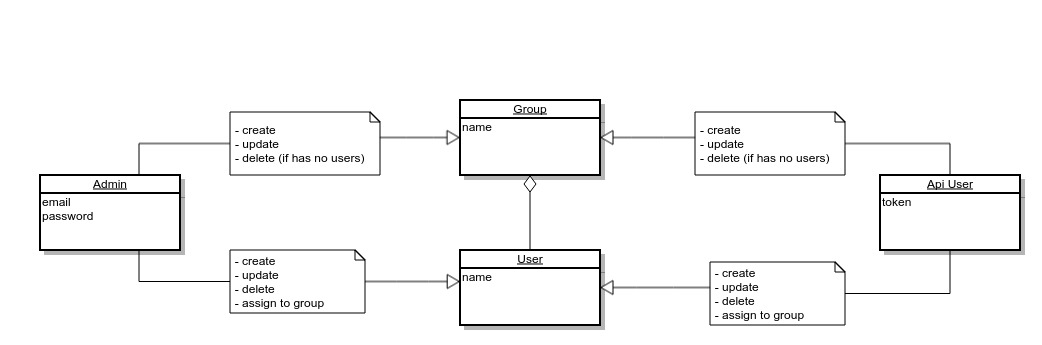 Group
name
- create
- update
- delete (if has no users)
- create
- update
- delete (if has no users)
Admin
email
password
Api User
token
- create
- update
- delete
- assign to group
User
name
- create
- update
- delete
- assign to group